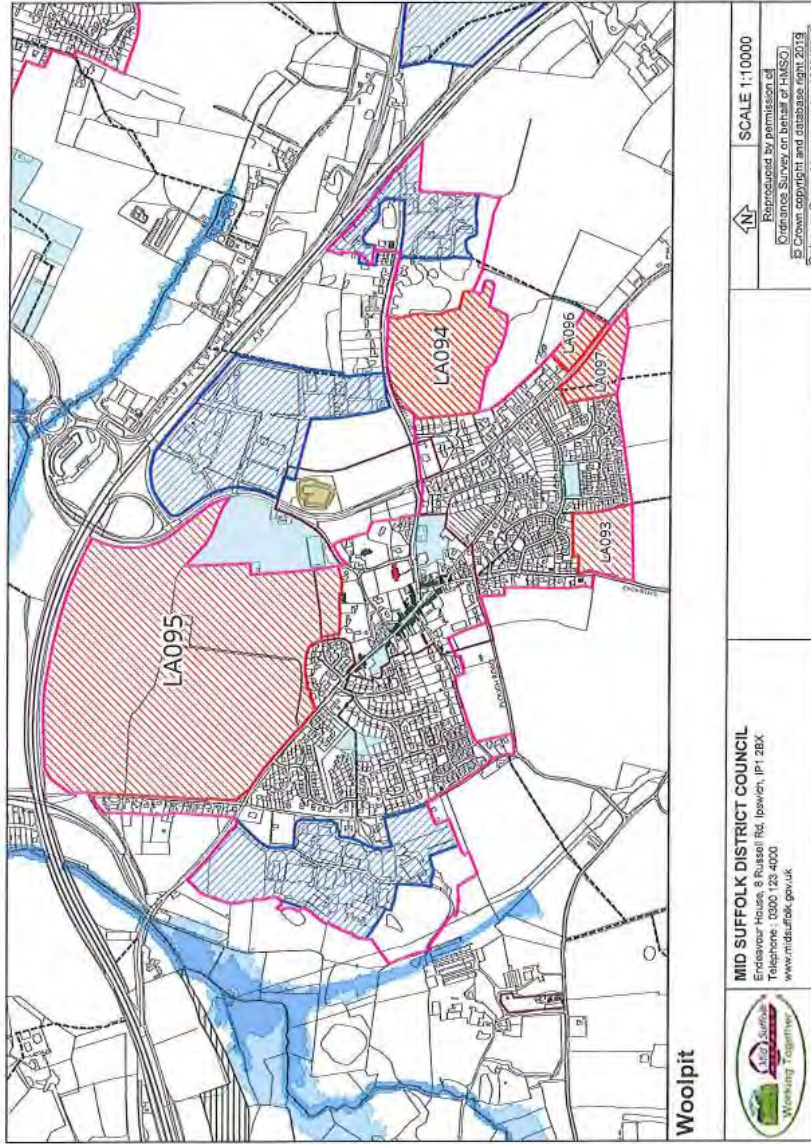 LA095
LA094
LA096
LA097
LA093
Woolpit
MID SUFFOLK DISTRICT COUNCIL
Endeavour House, 8 Russell Rd, Ipswich, IP1 2BX
Telephone : 0300 123 4000
www.midsuffolk.gov.uk
Mid Suffolk
Working Together
N
SCALE 1:10000
Reproduced by permission of
Ordnance Survey on behalf of HMSO.
© Crown copyright and database right 2019